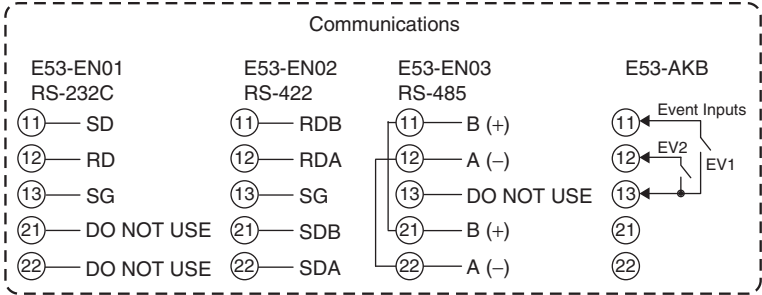 Communications
E53-EN01
RS-232C
11 SD
12 RD
13 SG
21 DO NOT USE
22 DO NOT USE
E53-EN02
RS-422
11 RDB
12 RDA
13 SG
21 SDB
22 SDA
E53-EN03
RS-485
11 B (+)
12 A (−)
13 DO NOT USE
21 B (+)
22 A (−)
E53-AKB
Event Inputs
11
EV2
12
EV1
13
21
22